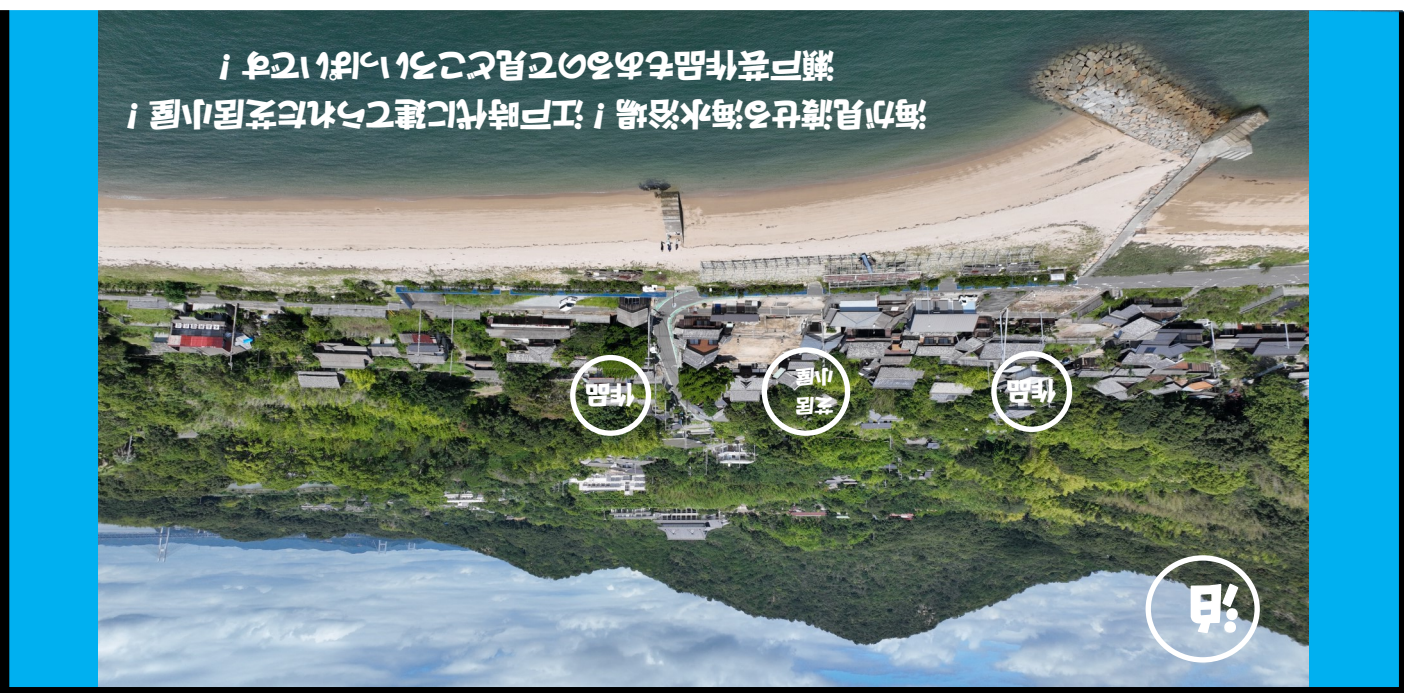 泊
作品
芝居
小屋
作品
海が見渡せる海水浴場！江戸時代に建てられた芝居小屋！
瀬戸芸作品もあるので見どころいっぱいです！